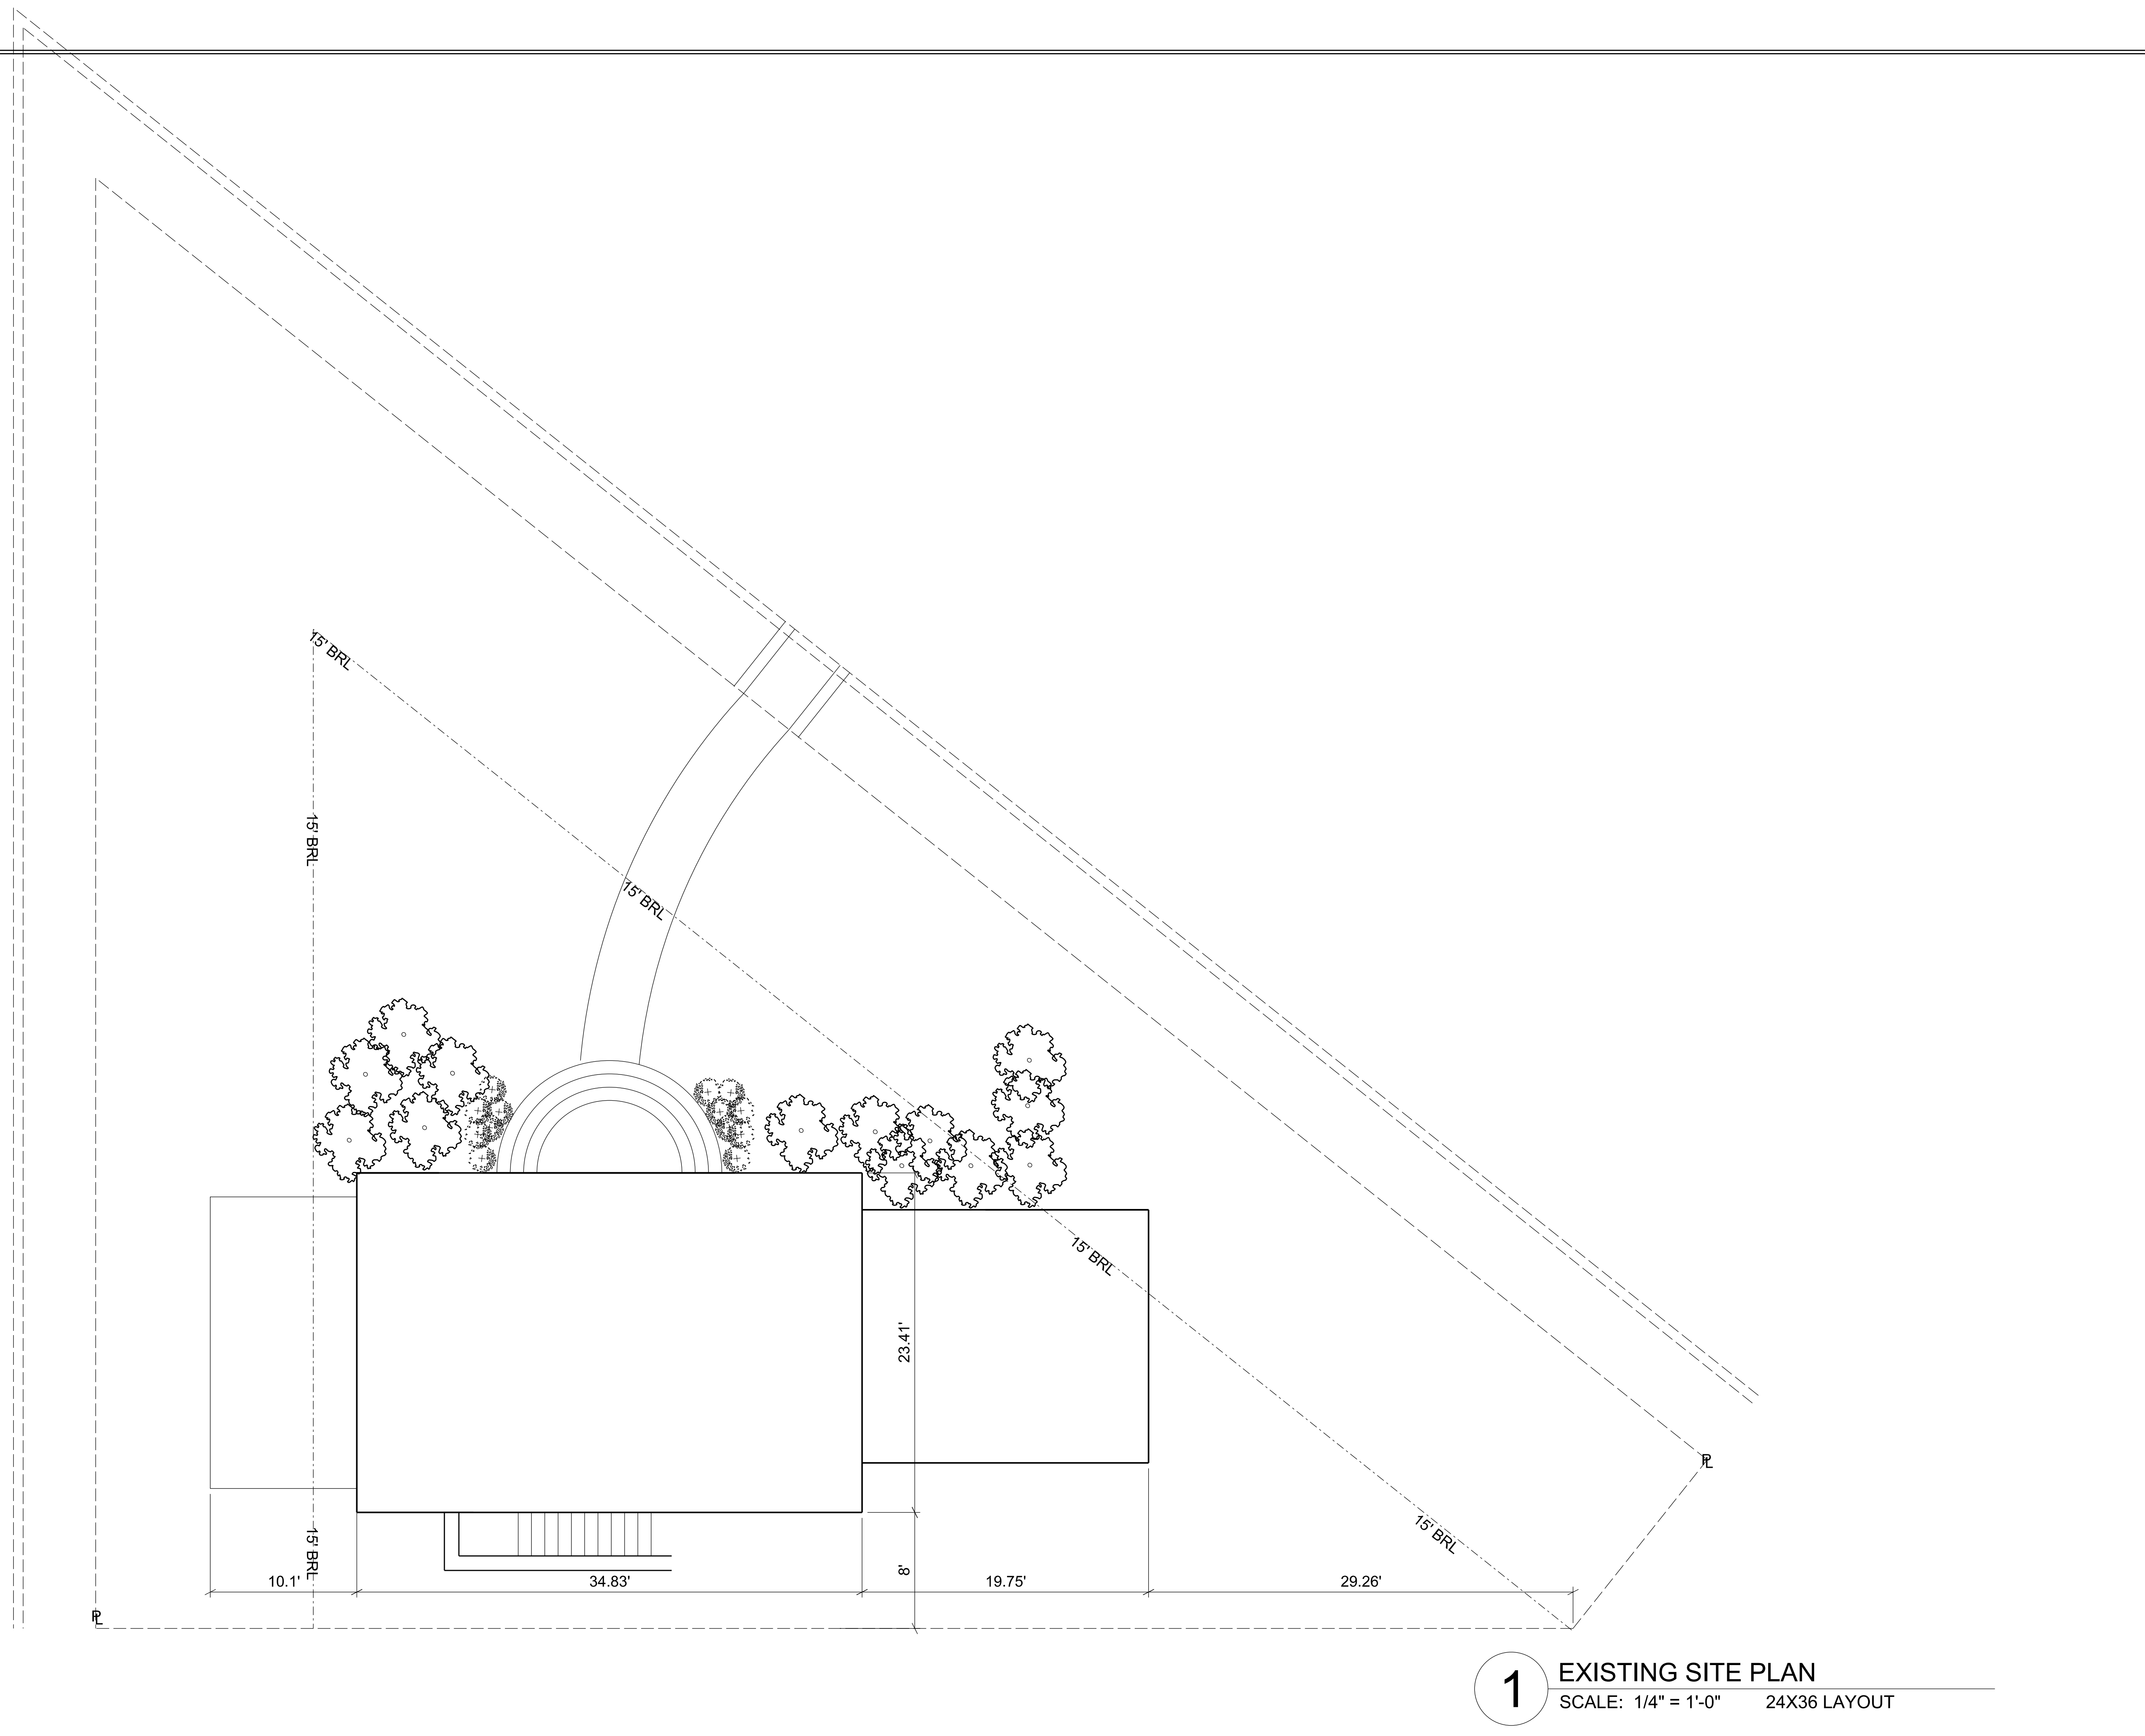 15' BRL
15' BRL
15' BRL
15' BRL
23.41'
PL
15' BRL
15' BRL
8'
10.1'
34.83'
19.75'
29.26'
PL
1
EXISTING SITE PLAN
SCALE: 1/4" = 1'-0" 24X36 LAYOUT